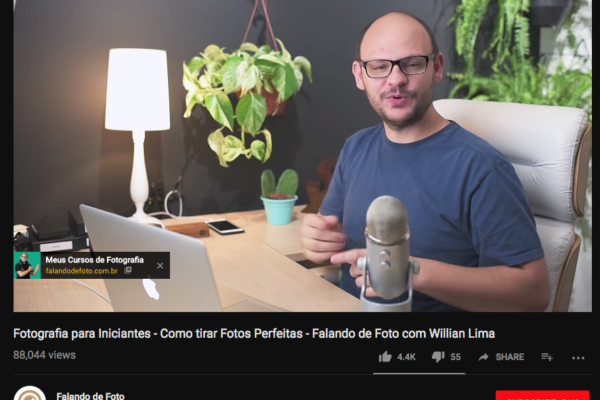 Meus Cursos de Fotografia
falandodefoto.com.br
Fotografia para Iniciantes - Como tirar Fotos Perfeitas - Falando de Foto com Willian Lima
88,044 views
4.4K 55 SHARE
Falando de Foto